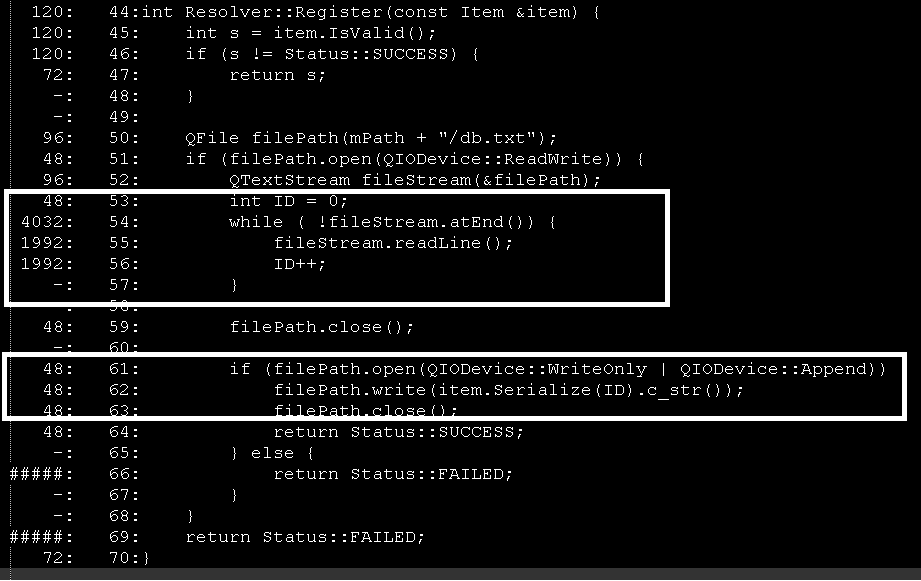 120:   44:int Resolver::Register(const Item &item) {
120:   45:    int s = item.IsValid();
120:   46:    if (s != Status::SUCCESS) {
72:   47:        return s;
-:   48:    }
-:   49:
96:   50:    QFile filePath(mPath + "/db.txt");
48:   51:    if (filePath.open(QIODevice::ReadWrite)) {
96:   52:        QTextStream fileStream(&filePath);
48:   53:        int ID = 0;
4032:   54:        while ( !fileStream.atEnd()) {
1992:   55:            fileStream.readLine();
1992:   56:            ID++;
-:   57:        }
-:   58:
48:   59:        filePath.close();
-:   60:
48:   61:        if (filePath.open(QIODevice::WriteOnly | QIODevice::Append))
48:   62:            filePath.write(item.Serialize(ID).c_str());
48:   63:            filePath.close();
48:   64:            return Status::SUCCESS;
-:   65:        } else {
#####:   66:            return Status::FAILED;
-:   67:        }
-:   68:    }
#####:   69:    return Status::FAILED;
72:   70:}